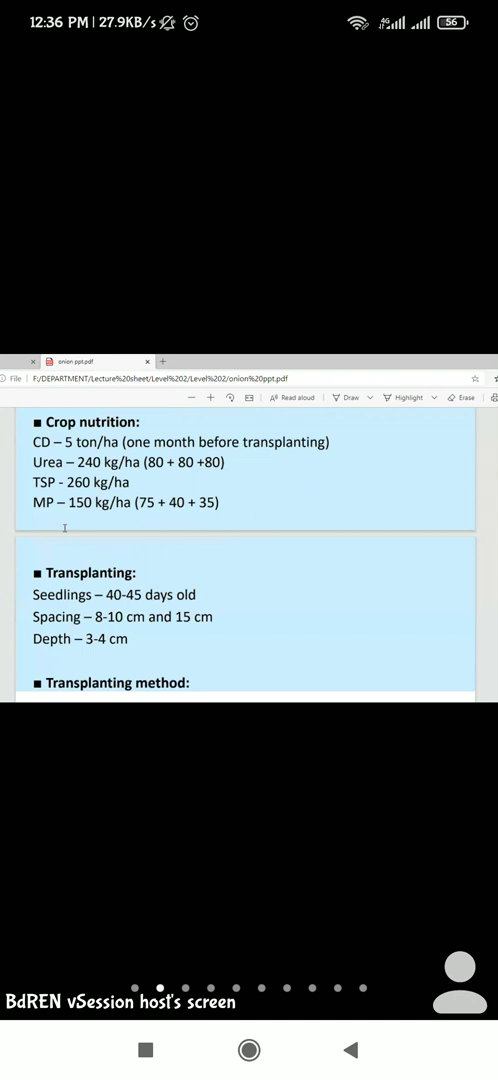 12:36 PM | 27.9KB/s 4G 56
onion ppt.pdf
File | F:/DEPARTMENT/Lecture%20sheet/Level%202/Level%202/onion%20ppt.pdf
Read aloud Draw Highlight Erase
■ Crop nutrition:
CD – 5 ton/ha (one month before transplanting)
Urea – 240 kg/ha (80 + 80 +80)
TSP - 260 kg/ha
MP – 150 kg/ha (75 + 40 + 35)
■ Transplanting:
Seedlings – 40-45 days old
Spacing – 8-10 cm and 15 cm
Depth – 3-4 cm
■ Transplanting method:
BdREN vSession host's screen